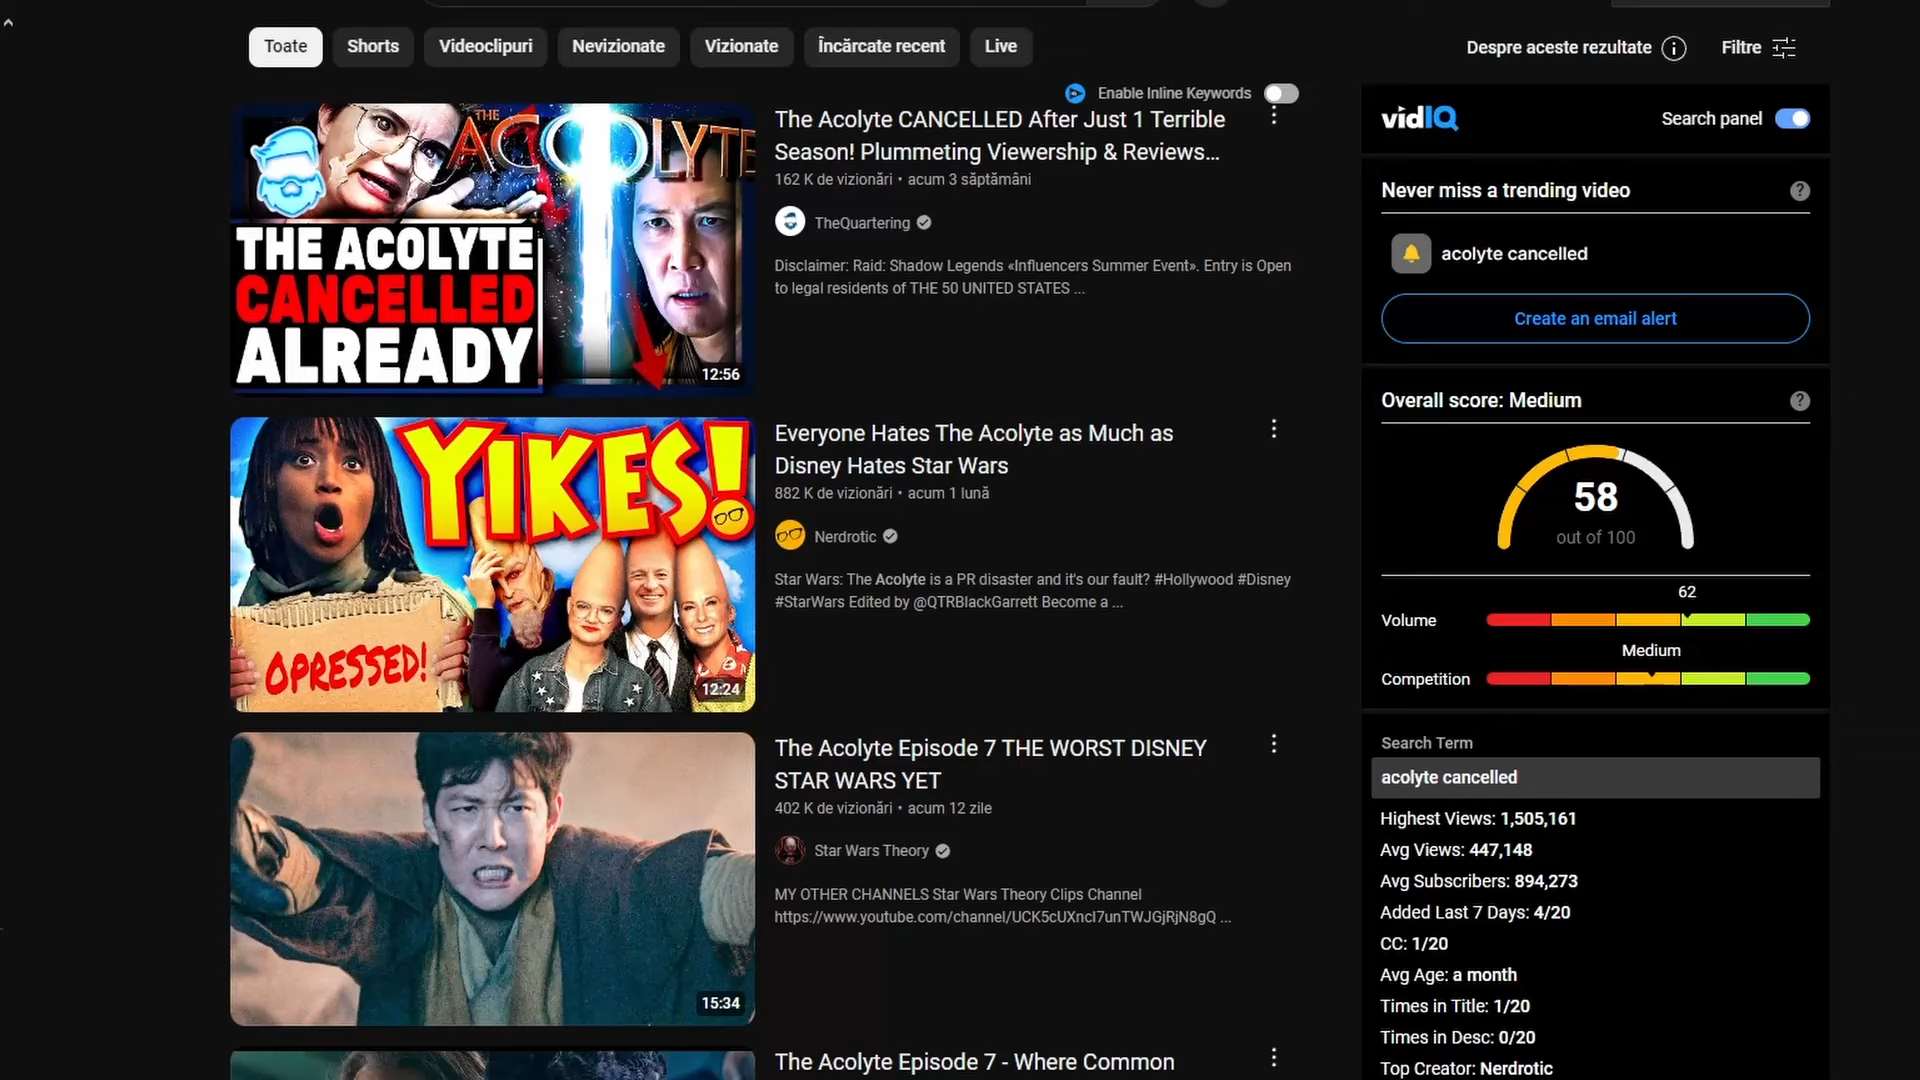 Toate
Shorts
Videoclipuri
Nevizionate
Vizionate
Încărcate recent
Live
Despre aceste rezultate
Filtre
Enable Inline Keywords
THE
ACOLYTE
THE ACOLYTE
CANCELLED
ALREADY
12:56
The Acolyte CANCELLED After Just 1 Terrible
Season! Plummeting Viewership & Reviews...
162 K de vizionări • acum 3 săptămâni
TheQuartering
Disclaimer: Raid: Shadow Legends «Influencers Summer Event». Entry is Open
to legal residents of THE 50 UNITED STATES ...
YIKES!
OPRESSED!
12:24
Everyone Hates The Acolyte as Much as
Disney Hates Star Wars
882 K de vizionări • acum 1 lună
Nerdrotic
Star Wars: The Acolyte is a PR disaster and it's our fault? #Hollywood #Disney
#StarWars Edited by @QTRBlackGarrett Become a ...
15:34
The Acolyte Episode 7 THE WORST DISNEY
STAR WARS YET
402 K de vizionări • acum 12 zile
Star Wars Theory
MY OTHER CHANNELS Star Wars Theory Clips Channel
https://www.youtube.com/channel/UCK5cUXncI7unTWJGjRjN8gQ ...
The Acolyte Episode 7 - Where Common
vidIQ
Search panel
Never miss a trending video
acolyte cancelled
Create an email alert
Overall score: Medium
58
out of 100
62
Volume
Medium
Competition
Search Term
acolyte cancelled
Highest Views: 1,505,161
Avg Views: 447,148
Avg Subscribers: 894,273
Added Last 7 Days: 4/20
CC: 1/20
Avg Age: a month
Times in Title: 1/20
Times in Desc: 0/20
Top Creator: Nerdrotic